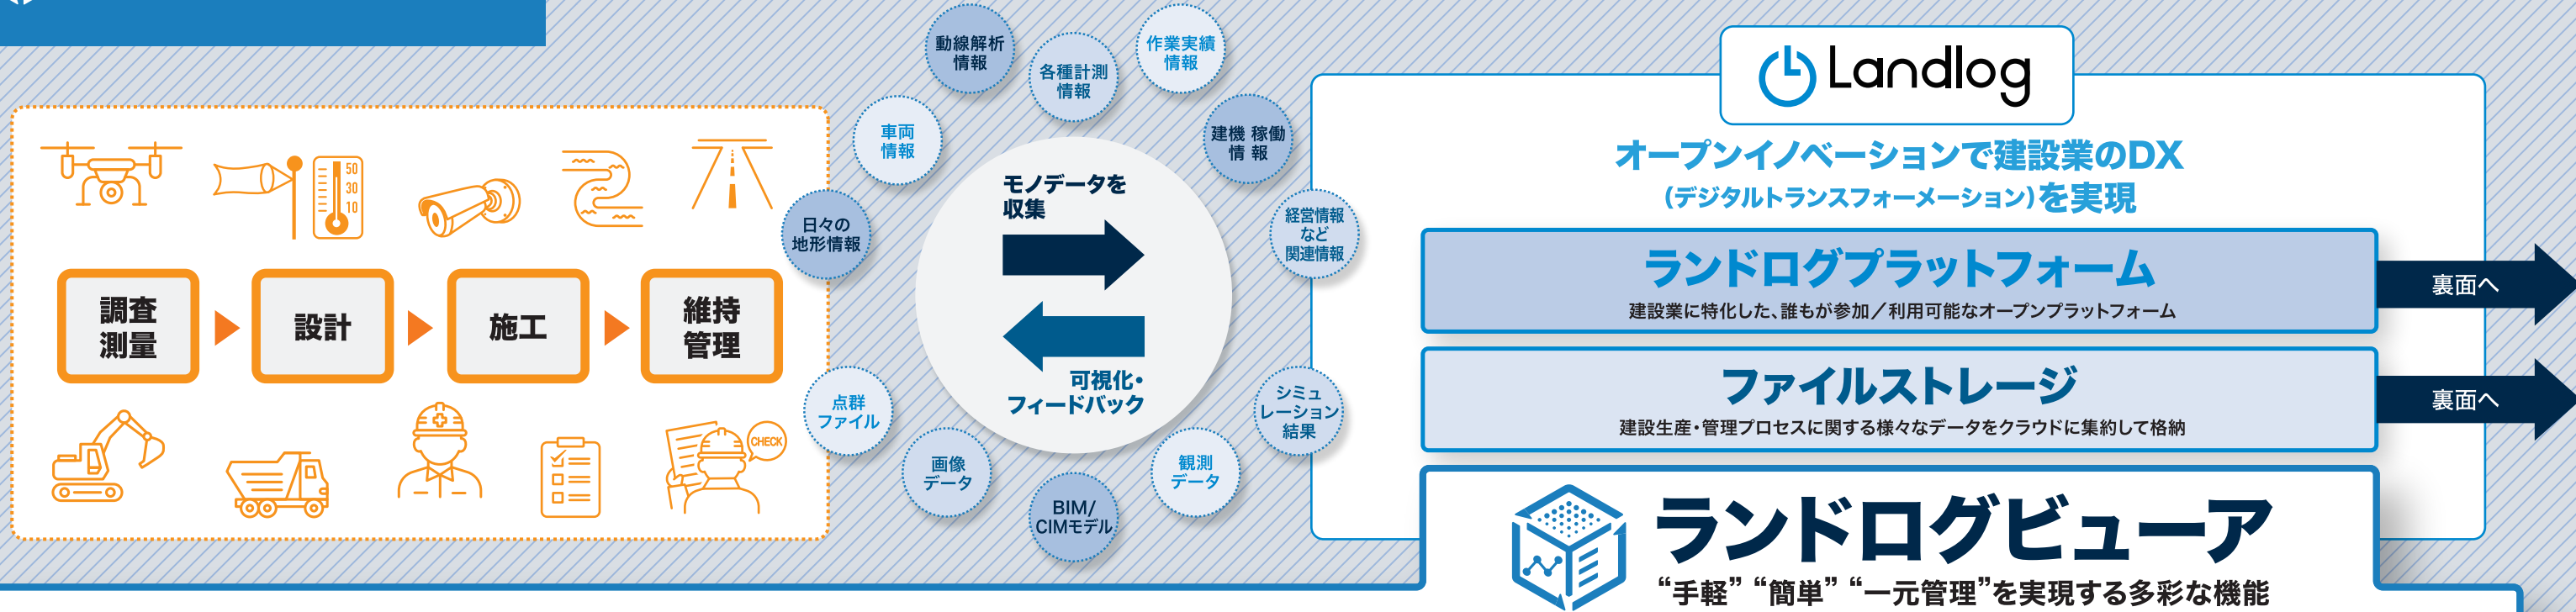 50
30
10
調査
測量
設計
施工
維持
管理
CHECK
動線解析
情報
各種計測
情報
作業実績
情報
車両
情報
建機 稼働
情報
日々の
地形情報
経営情報
など
関連情報
モノデータを
収集
可視化・
フィードバック
点群
ファイル
シミュ
レーション
結果
画像
データ
観測
データ
BIM/
CIMモデル
Landlog
オープンイノベーションで建設業のDX
（デジタルトランスフォーメーション）を実現
ランドログプラットフォーム
建設業に特化した、誰もが参加／利用可能なオープンプラットフォーム
裏面へ
ファイルストレージ
建設生産・管理プロセスに関する様々なデータをクラウドに集約して格納
裏面へ
ランドログビューア
“手軽” “簡単” “一元管理”を実現する多彩な機能